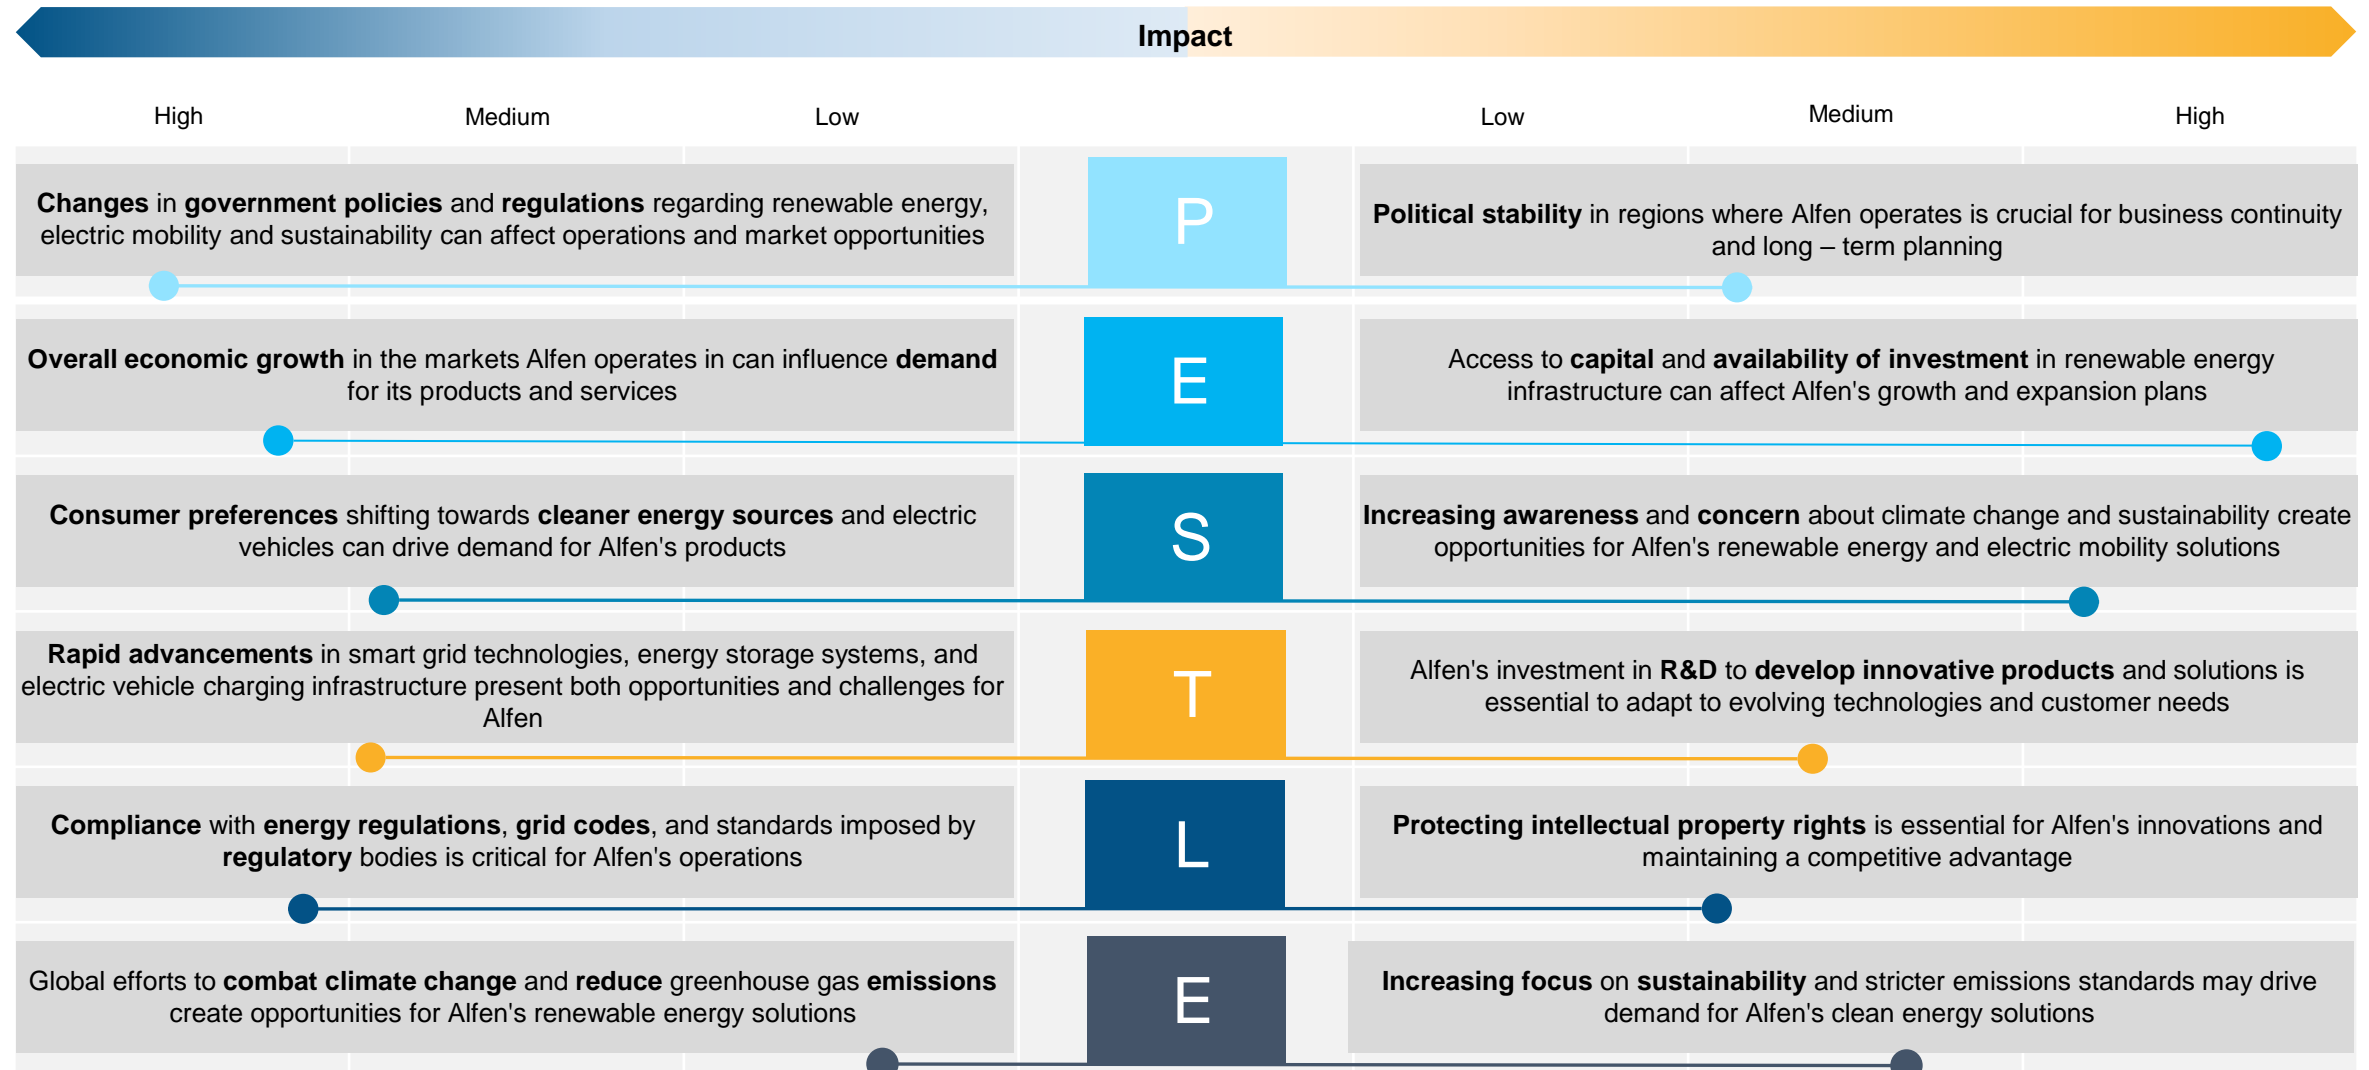 Impact
High Medium Low Low Medium High
Changes in government policies and regulations regarding renewable energy,
electric mobility and sustainability can affect operations and market opportunities
P
Political stability in regions where Alfen operates is crucial for business continuity
and long – term planning
Overall economic growth in the markets Alfen operates in can influence demand
for its products and services
E
Access to capital and availability of investment in renewable energy
infrastructure can affect Alfen's growth and expansion plans
Consumer preferences shifting towards cleaner energy sources and electric
vehicles can drive demand for Alfen's products
S
Increasing awareness and concern about climate change and sustainability create
opportunities for Alfen's renewable energy and electric mobility solutions
Rapid advancements in smart grid technologies, energy storage systems, and
electric vehicle charging infrastructure present both opportunities and challenges for
Alfen
T
Alfen's investment in R&D to develop innovative products and solutions is
essential to adapt to evolving technologies and customer needs
Compliance with energy regulations, grid codes, and standards imposed by
regulatory bodies is critical for Alfen's operations
L
Protecting intellectual property rights is essential for Alfen's innovations and
maintaining a competitive advantage
Global efforts to combat climate change and reduce greenhouse gas emissions
create opportunities for Alfen's renewable energy solutions
E
Increasing focus on sustainability and stricter emissions standards may drive
demand for Alfen's clean energy solutions